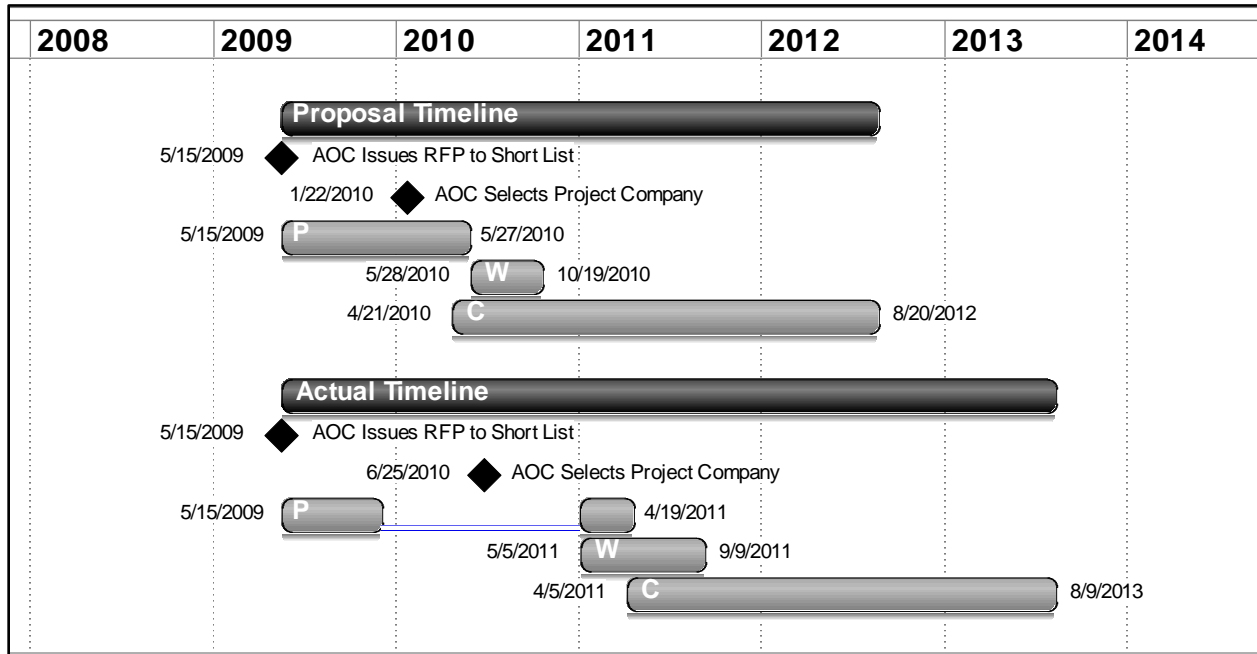 2008 2009 2010 2011 2012 2013 2014
Proposal Timeline
5/15/2009 AOC Issues RFP to Short List
1/22/2010 AOC Selects Project Company
5/15/2009 P 5/27/2010
5/28/2010 W 10/19/2010
4/21/2010 C 8/20/2012
Actual Timeline
5/15/2009 AOC Issues RFP to Short List
6/25/2010 AOC Selects Project Company
5/15/2009 P 4/19/2011
5/5/2011 W 9/9/2011
4/5/2011 C 8/9/2013